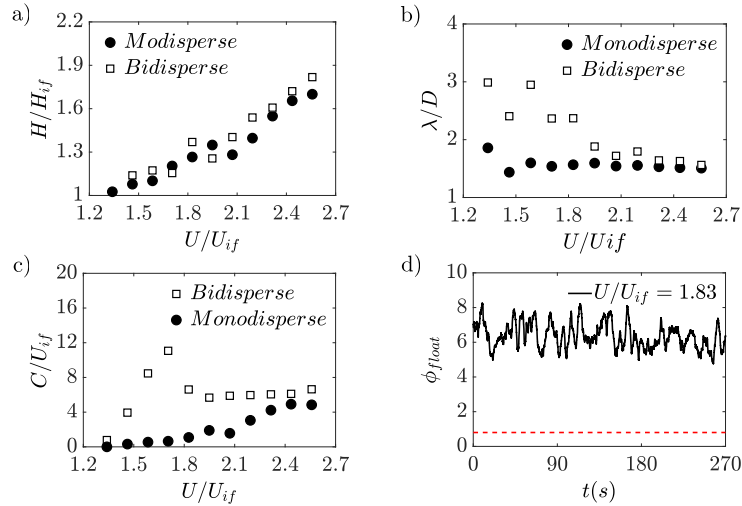 a)
2.2
1.9
1.6
1.3
1
H/H_if
Modisperse
Bidisperse
1.2 1.5 1.8 2.1 2.4 2.7
U/U_if
b)
4
3
2
1
λ/D
Monodisperse
Bidisperse
1.2 1.5 1.8 2.1 2.4 2.7
U/Uif
c)
20
16
12
8
4
0
C/U_if
Bidisperse
Monodisperse
1.2 1.5 1.8 2.1 2.4 2.7
U/U_if
d)
10
8
6
4
2
0
ϕ_float
U/U_if = 1.83
0 90 180 270
t(s)